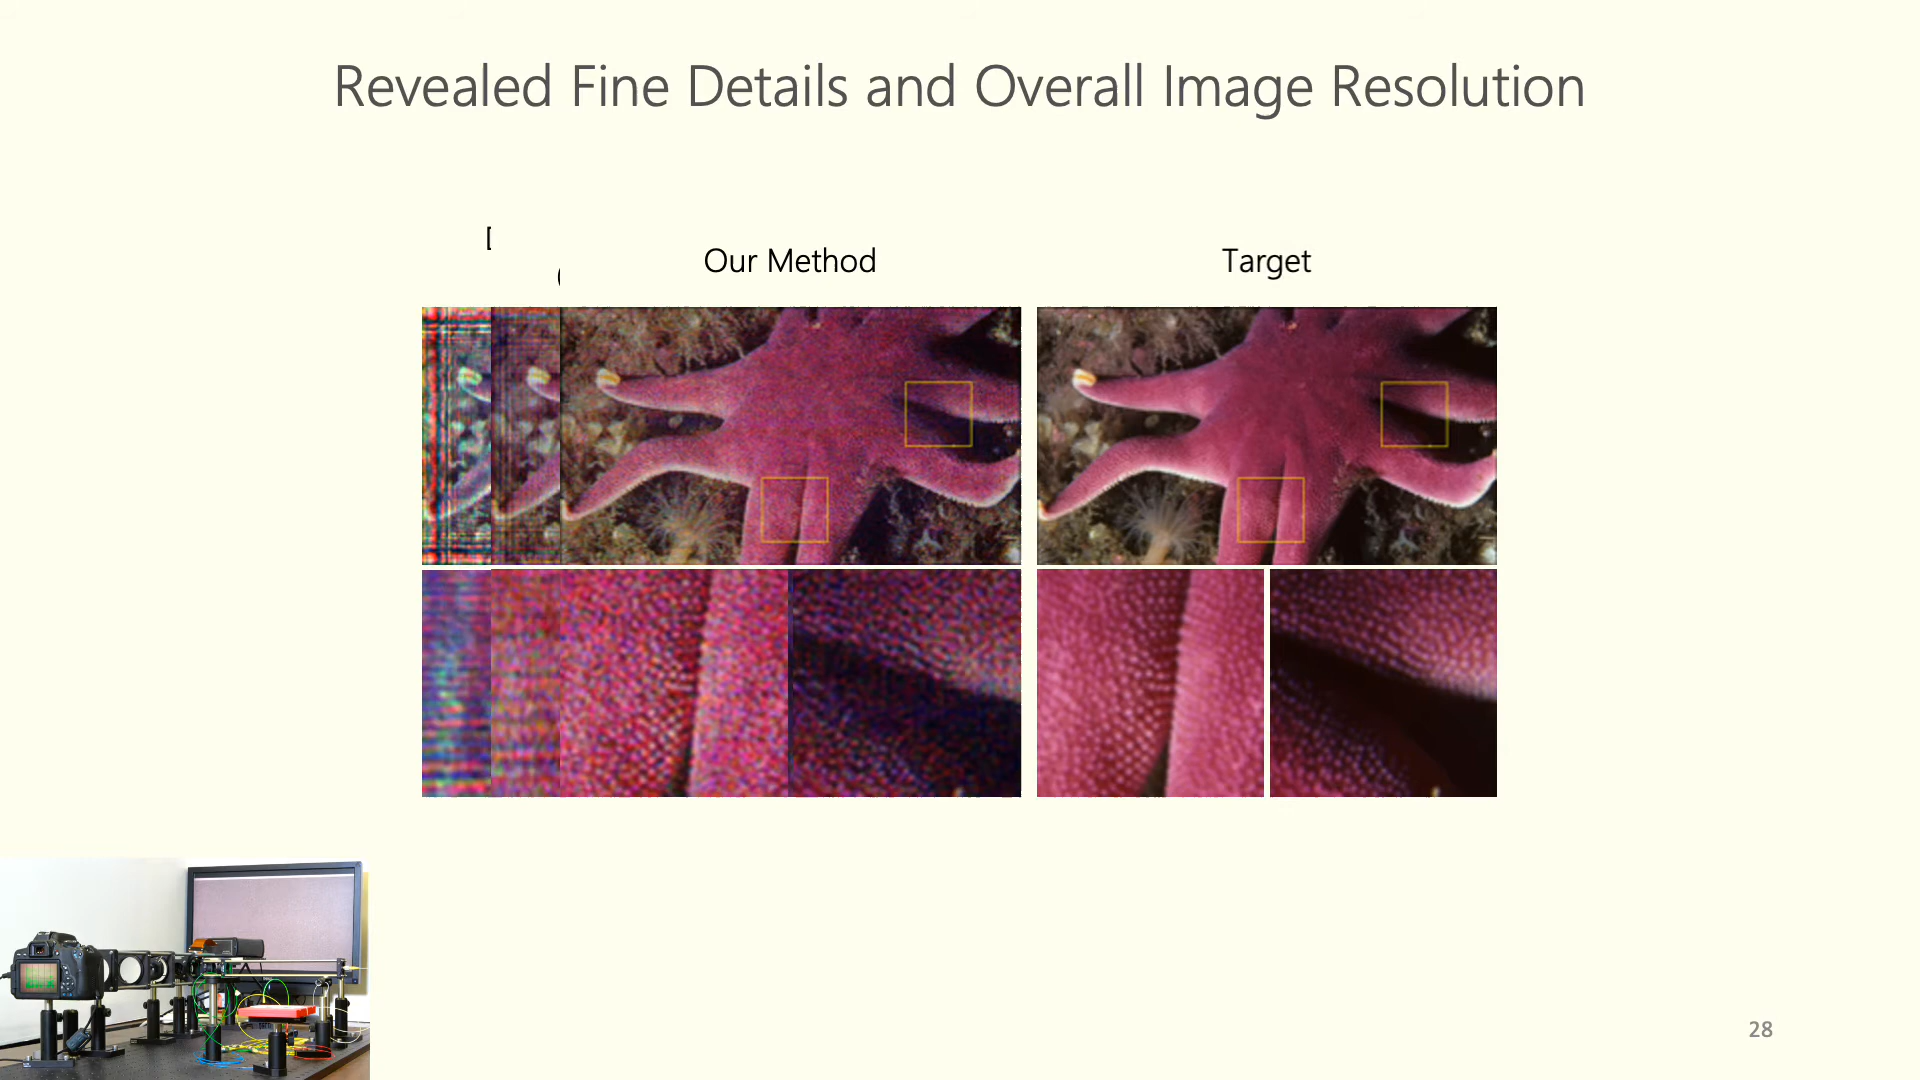 Revealed Fine Details and Overall Image Resolution
Our Method
Target
28